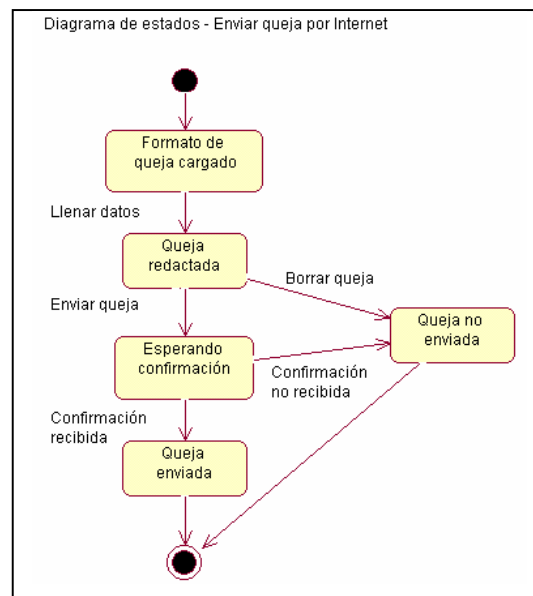 Diagrama de estados - Enviar queja por Internet
Formato de
queja cargado
Llenar datos
Queja
redactada
Borrar queja
Enviar queja
Queja no
enviada
Esperando
confirmación
Confirmación
no recibida
Confirmación
recibida
Queja
enviada